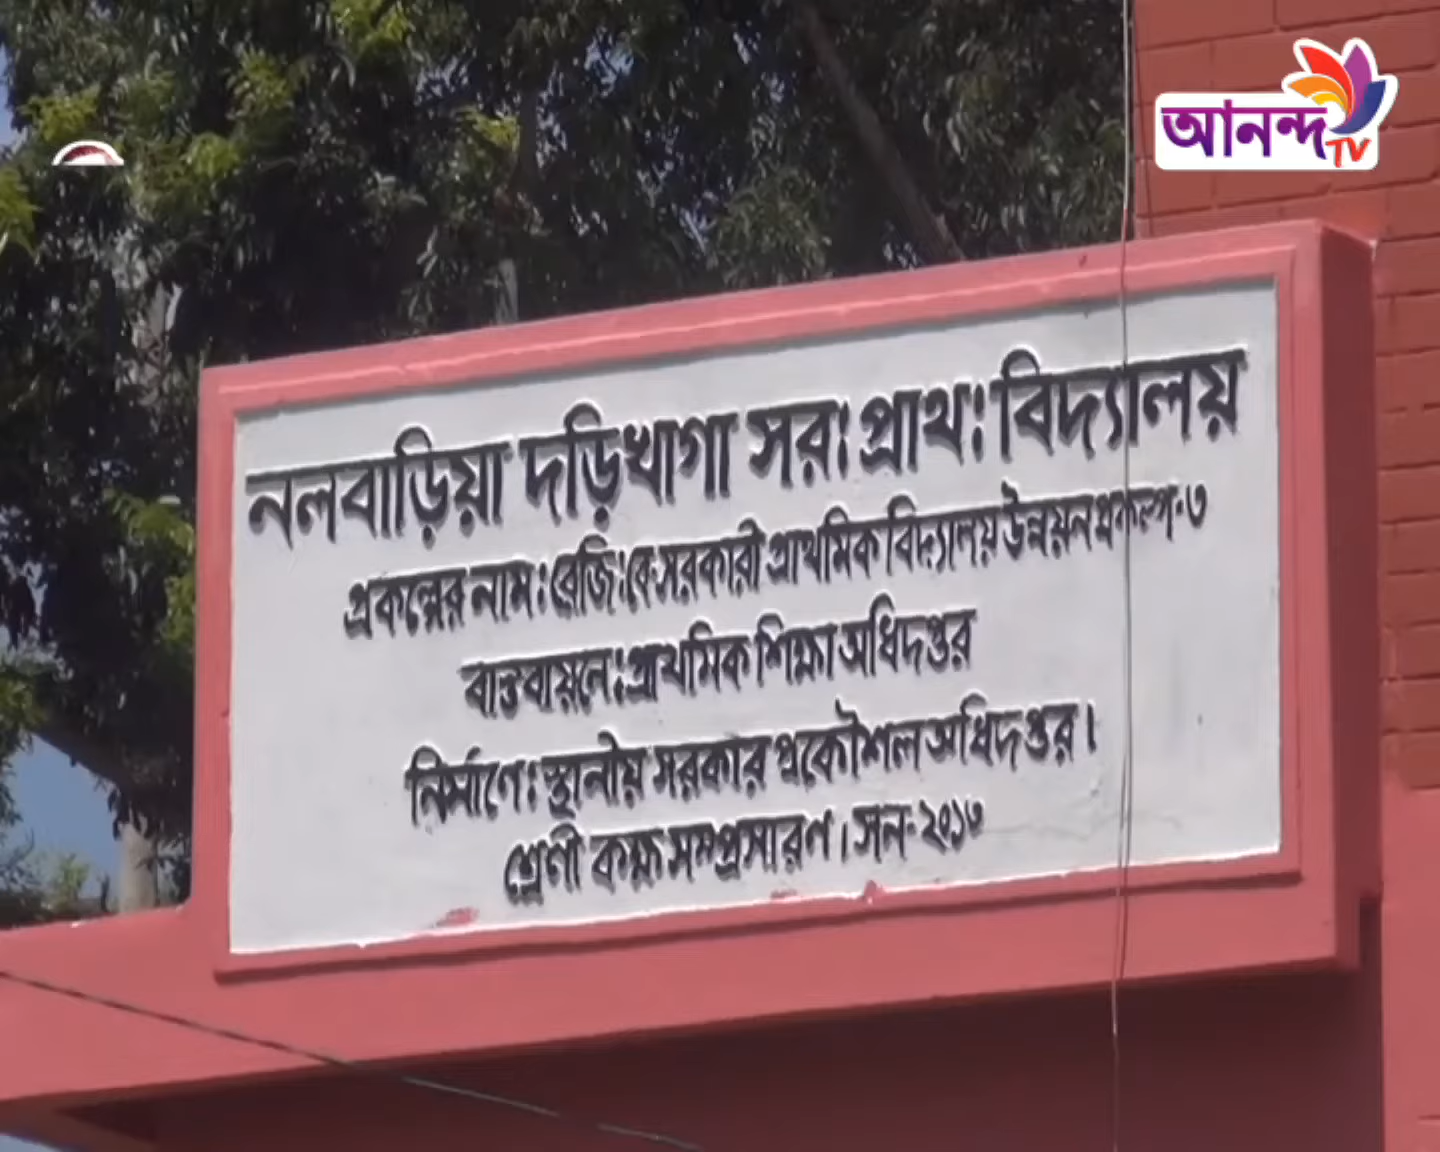 আনন্দ TV
নলবাড়িয়া দড়িখাগা সর: প্রাথ: বিদ্যালয়
প্রকল্পের নাম : রেজি : বে-সরকারী প্রাথমিক বিদ্যালয় উন্নয়ন প্রকল্প-৩
বাস্তবায়নে : প্রাথমিক শিক্ষা অধিদপ্তর
নির্মাণে : স্থানীয় সরকার প্রকৌশল অধিদপ্তর।
শ্রেণী কক্ষ সম্প্রসারণ। সন-২০১৩